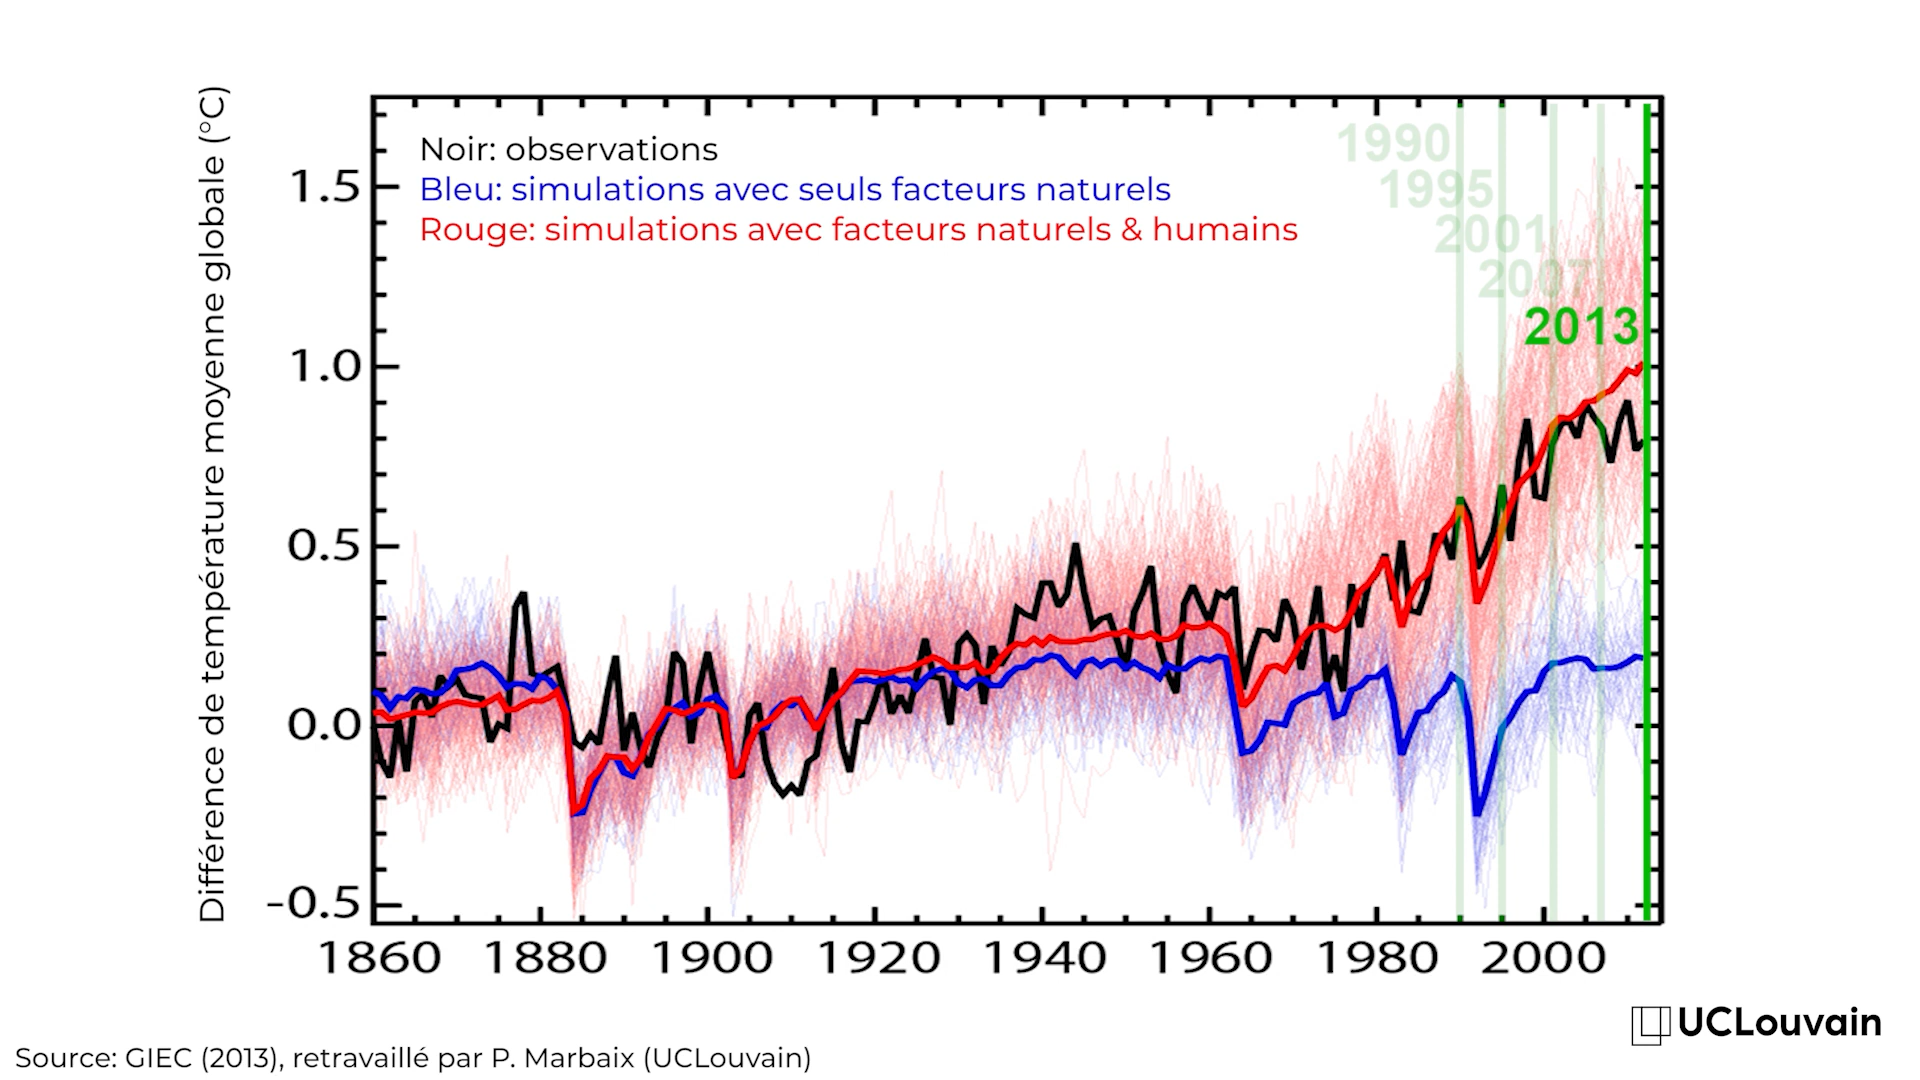 Différence de température moyenne globale (°C)
Noir: observations
Bleu: simulations avec seuls facteurs naturels
Rouge: simulations avec facteurs naturels & humains
1990
1995
2001
2007
2013
1.5
1.0
0.5
0.0
-0.5
1860 1880 1900 1920 1940 1960 1980 2000
UCLouvain
Source: GIEC (2013), retravaillé par P. Marbaix (UCLouvain)